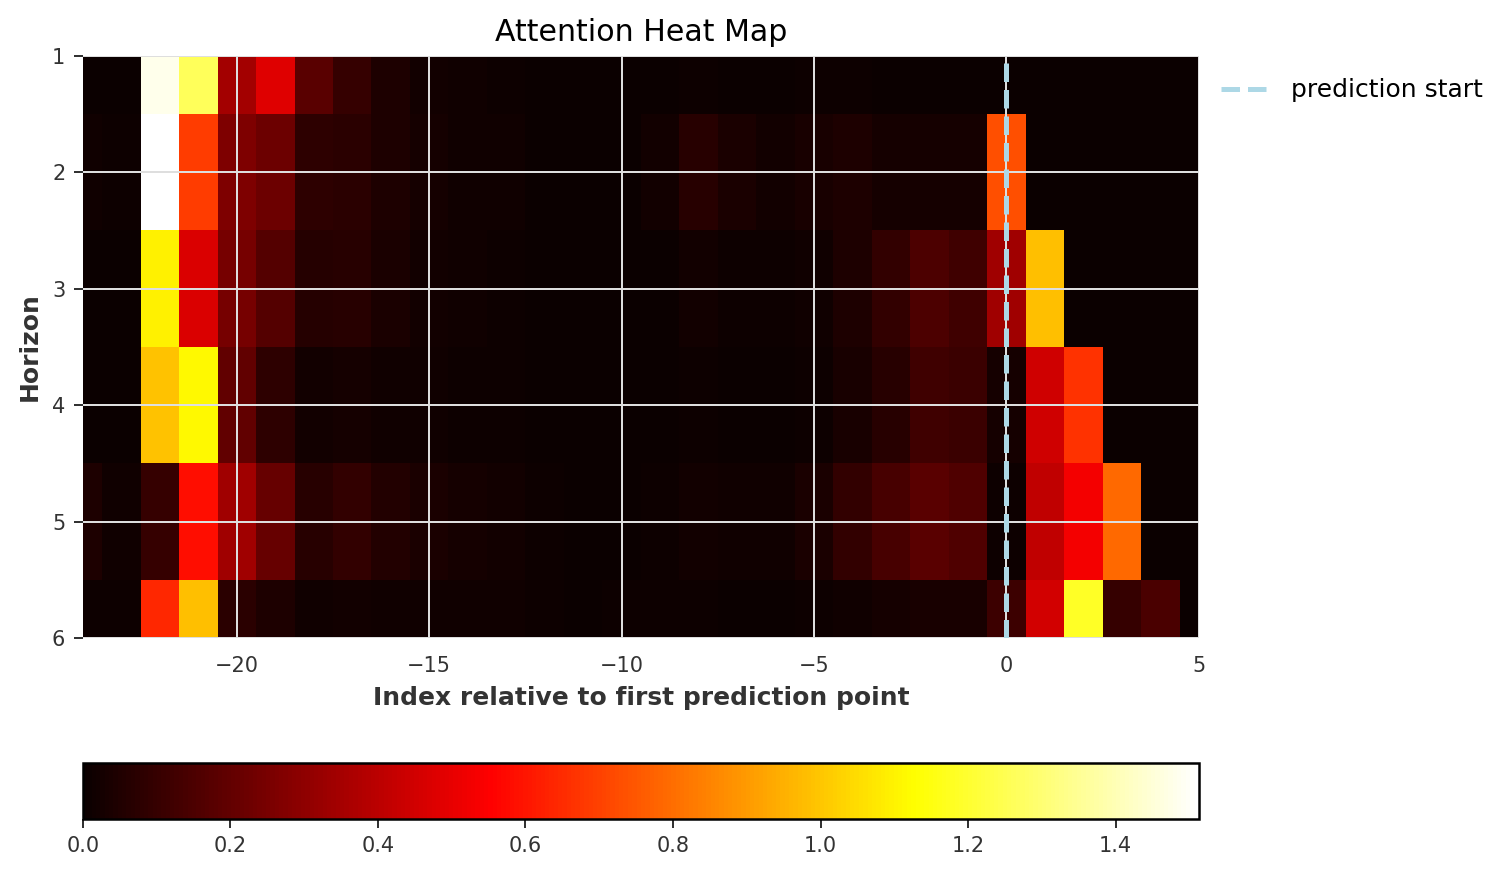 Attention Heat Map
prediction start
Horizon
1
2
3
4
5
6
−20 −15 −10 −5 0 5
Index relative to first prediction point
0.0 0.2 0.4 0.6 0.8 1.0 1.2 1.4